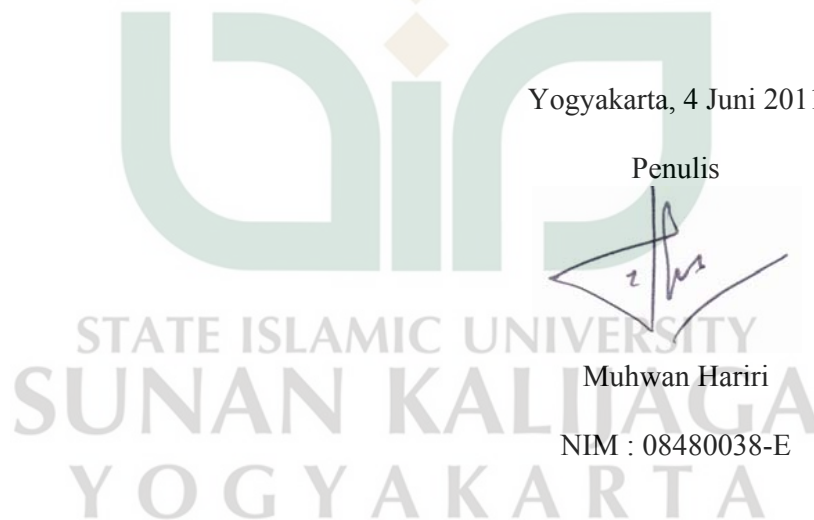 Yogyakarta, 4 Juni 2011
Penulis
STATE ISLAMIC UNIVERSITY
Muhwan Hariri
SUNAN KALIJAGA
NIM : 08480038-E
YOGYAKARTA